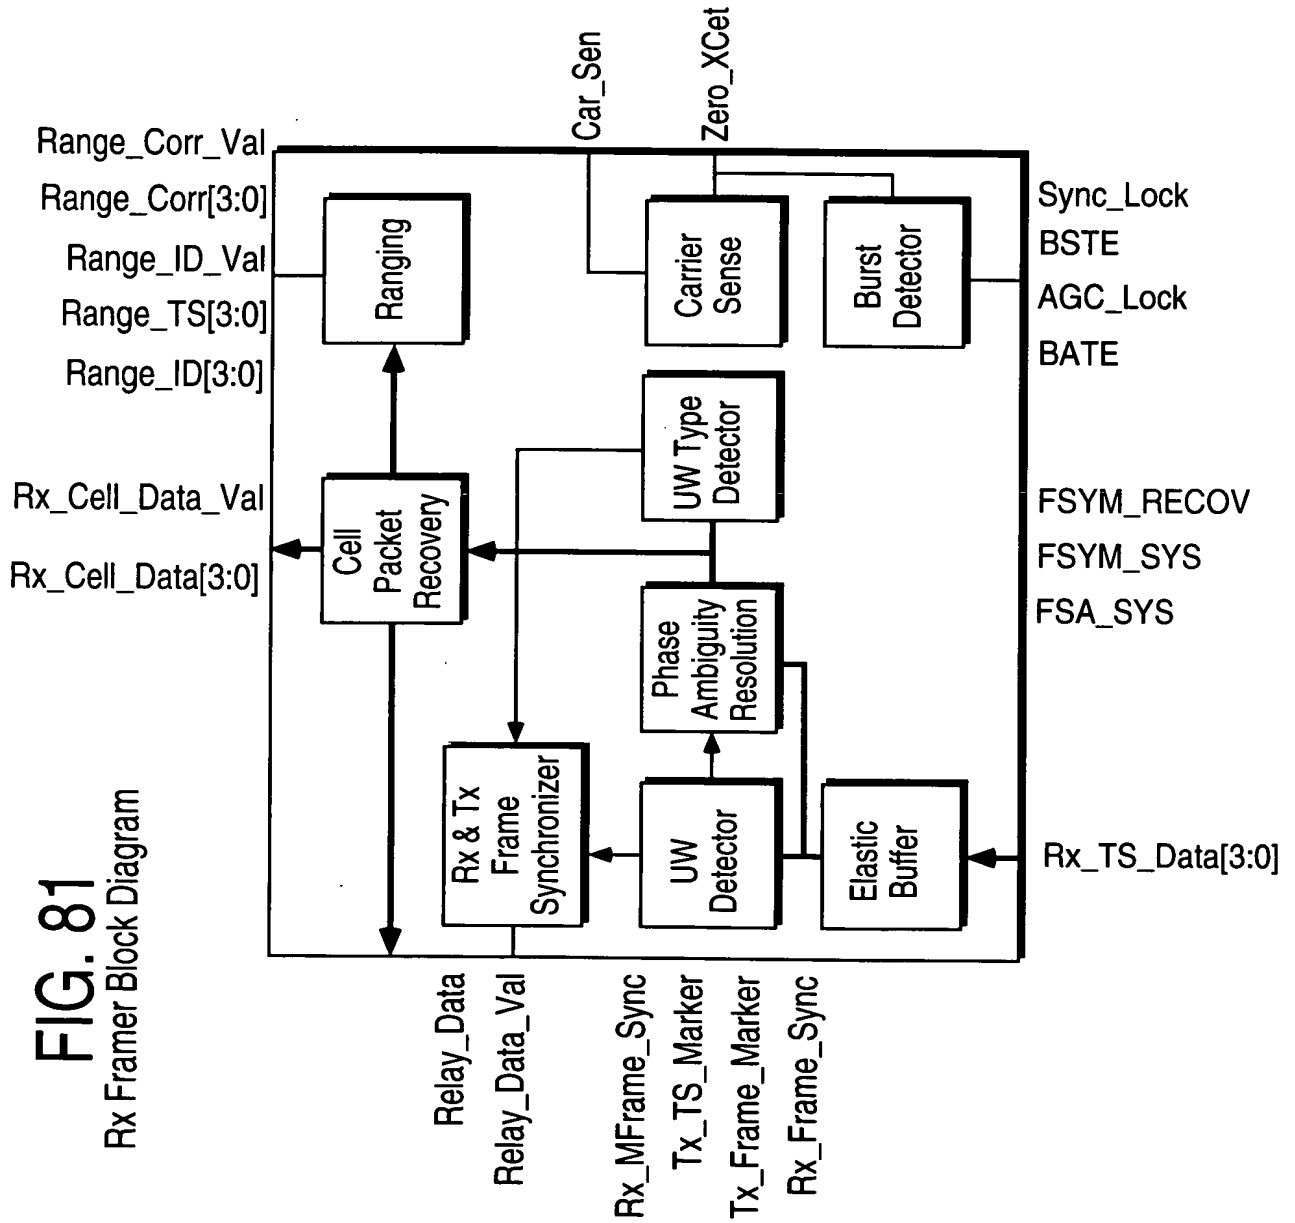 FIG. 81
Rx Framer Block Diagram
Range_Corr_Val
Range_Corr[3:0]
Range_ID_Val
Range_TS[3:0]
Range_ID[3:0]
Rx_Cell_Data_Val
Rx_Cell_Data[3:0]
Car_Sen
Zero_XCet
Ranging
Cell
Packet
Recovery
Carrier
Sense
Burst
Detector
UW Type
Detector
Phase
Ambiguity
Resolution
Rx & Tx
Frame
Synchronizer
UW
Detector
Elastic
Buffer
Sync_Lock
BSTE
AGC_Lock
BATE
FSYM_RECOV
FSYM_SYS
FSA_SYS
Rx_TS_Data[3:0]
Relay_Data
Relay_Data_Val
Rx_MFrame_Sync
Tx_TS_Marker
Tx_Frame_Marker
Rx_Frame_Sync